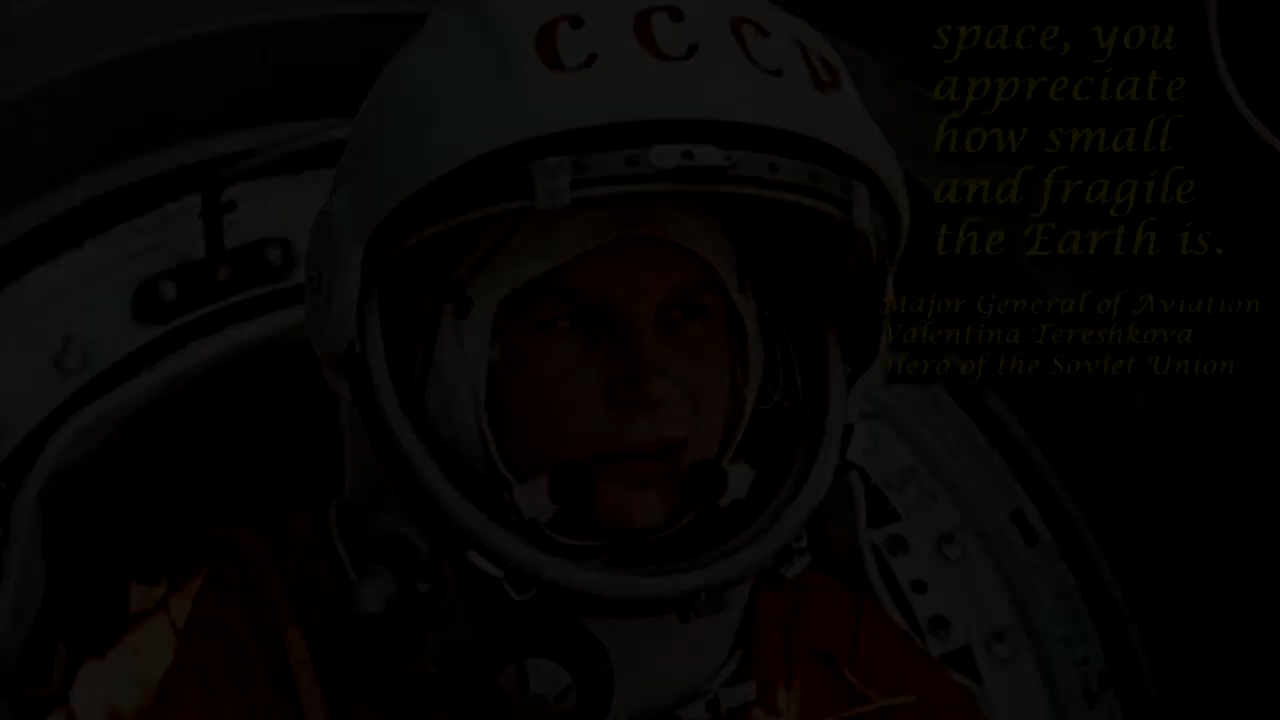 CCCP
space, you
appreciate
how small
and fragile
the Earth is.
Major General of Aviation
Valentina Tereshkova
Hero of the Soviet Union